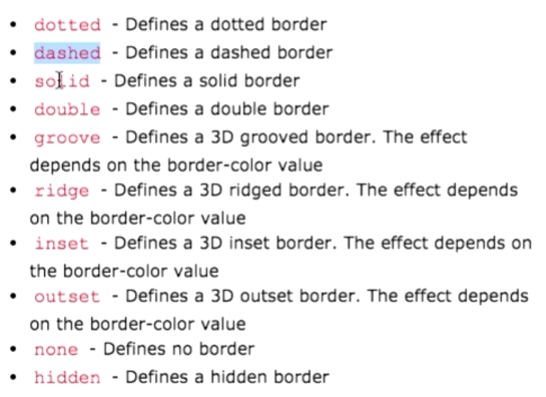 • dotted - Defines a dotted border
• dashed - Defines a dashed border
• solid - Defines a solid border
• double - Defines a double border
• groove - Defines a 3D grooved border. The effect
depends on the border-color value
• ridge - Defines a 3D ridged border. The effect depends
on the border-color value
• inset - Defines a 3D inset border. The effect depends on
the border-color value
• outset - Defines a 3D outset border. The effect depends
on the border-color value
• none - Defines no border
• hidden - Defines a hidden border